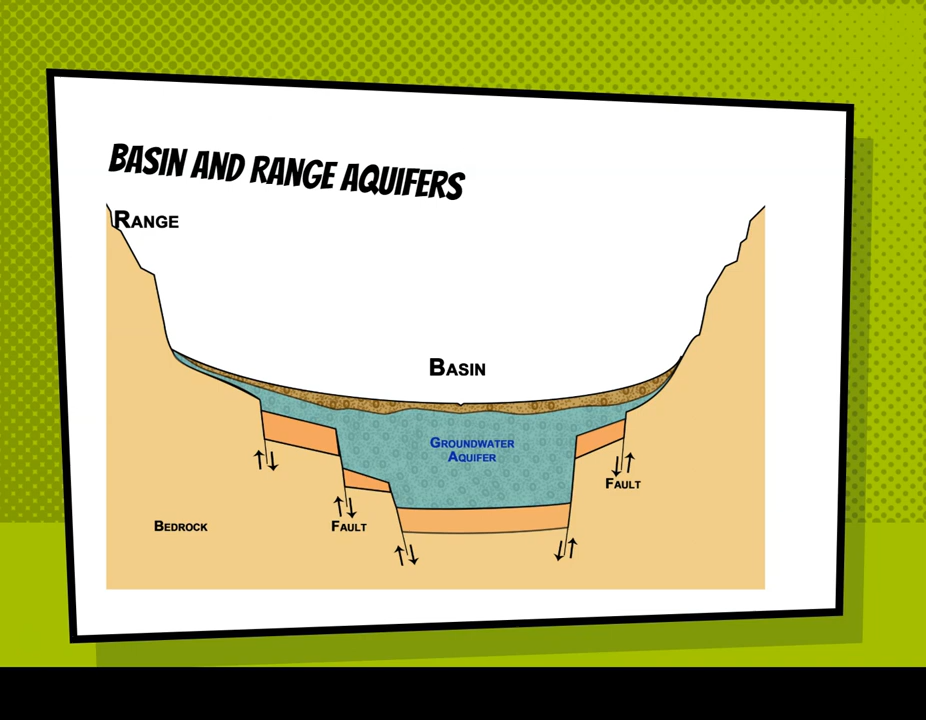 BASIN AND RANGE AQUIFERS
RANGE
BASIN
GROUNDWATER
AQUIFER
FAULT
BEDROCK
FAULT